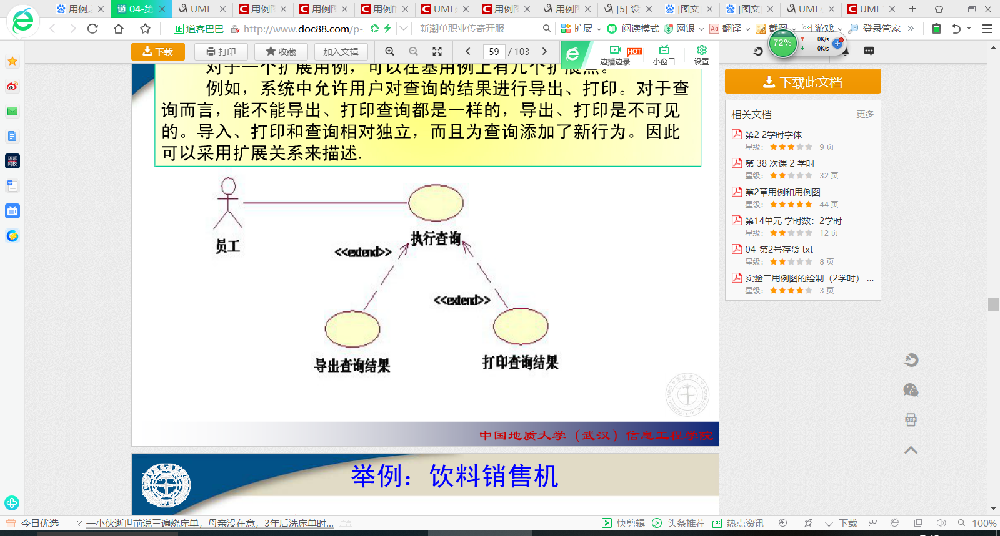 用例之
04-第
UML
用例图
用例图
用例的
UML建
用例图
用例图
[5] 设
[图文]
[图文]
UML
UML
证 道客巴巴 http://www.doc88.com/p-
新潮单职业传奇开服
扩展 阅读模式 网银 翻译 截图 游戏 登录管家 »
下载 打印 收藏 加入文辑 59 / 103
边播边录 HOT 小窗口 设置
72% 0K/s
0K/s
对于一个扩展用例，可以在基用例上有几个扩展点。
例如，系统中允许用户对查询的结果进行导出、打印。对于查
询而言，能不能导出、打印查询都是一样的，导出、打印是不可见
的。导入、打印和查询相对独立，而且为查询添加了新行为。因此
可以采用扩展关系来描述.
员工
执行查询
<<extend>>
<<extend>>
导出查询结果
打印查询结果
中国地质大学（武汉）信息工程学院
举例：饮料销售机
下载此文档
相关文档 更多
第2 2学时字体
星级： 9 页
第 38 次课 2 学时
星级： 32 页
第2章用例和用例图
星级： 44 页
第14单元 学时数：2学时
星级： 12 页
04-第2号存货 txt
星级： 8 页
实验二用例图的绘制（2学时） ...
星级： 3 页
APP
今日优选 一小伙逝世前说三遍烧床单，母亲没在意，3年后洗床单时... 广告
快剪辑 头条推荐 热点资讯 下载 100%